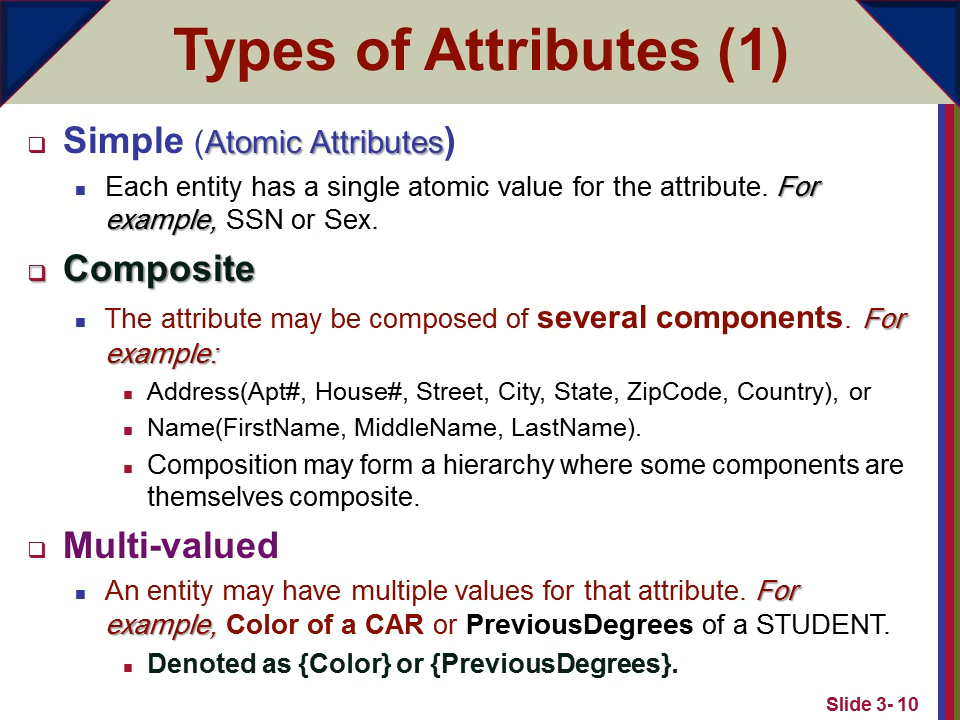 Types of Attributes (1)
Simple (Atomic Attributes)
Each entity has a single atomic value for the attribute. For
example, SSN or Sex.
Composite
The attribute may be composed of several components. For
example:
Address(Apt#, House#, Street, City, State, ZipCode, Country), or
Name(FirstName, MiddleName, LastName).
Composition may form a hierarchy where some components are
themselves composite.
Multi-valued
An entity may have multiple values for that attribute. For
example, Color of a CAR or PreviousDegrees of a STUDENT.
Denoted as {Color} or {PreviousDegrees}.
Slide 3- 10